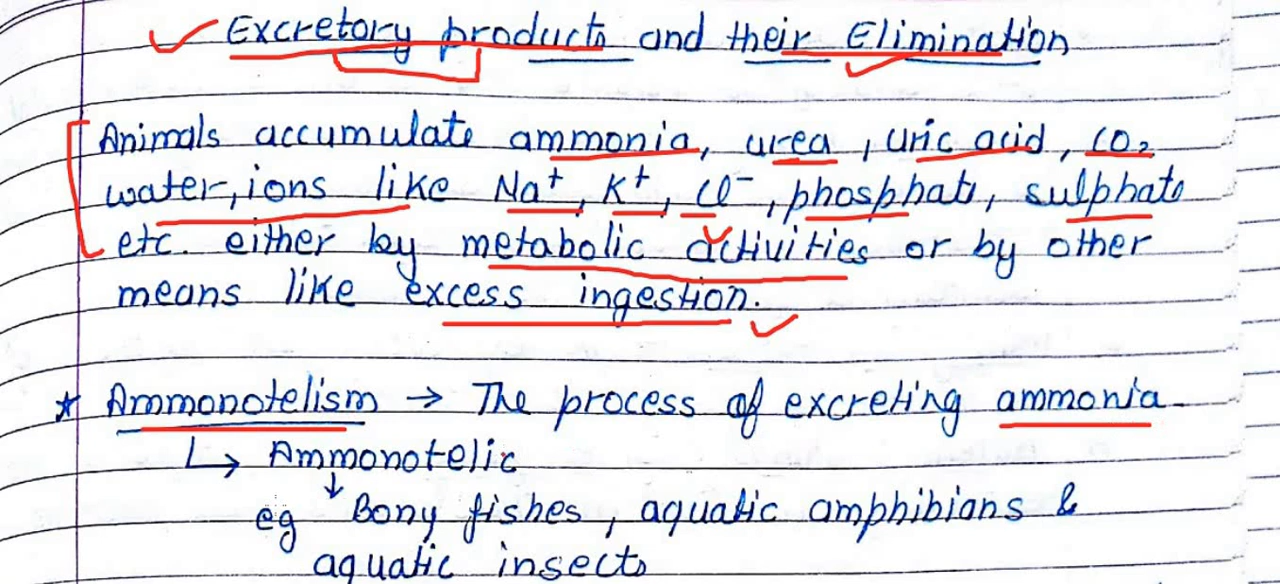 Excretory products and their Elimination
Animals accumulate ammonia, urea, uric acid, CO₂
water, ions like Na⁺, K⁺, Cl⁻, phosphate, sulphate
etc. either by metabolic activities or by other
means like excess ingestion.
* Ammonotelism → The process of excreting ammonia.
↳ Ammonotelic
↓
eg Bony fishes, aquatic amphibians &
aquatic insects